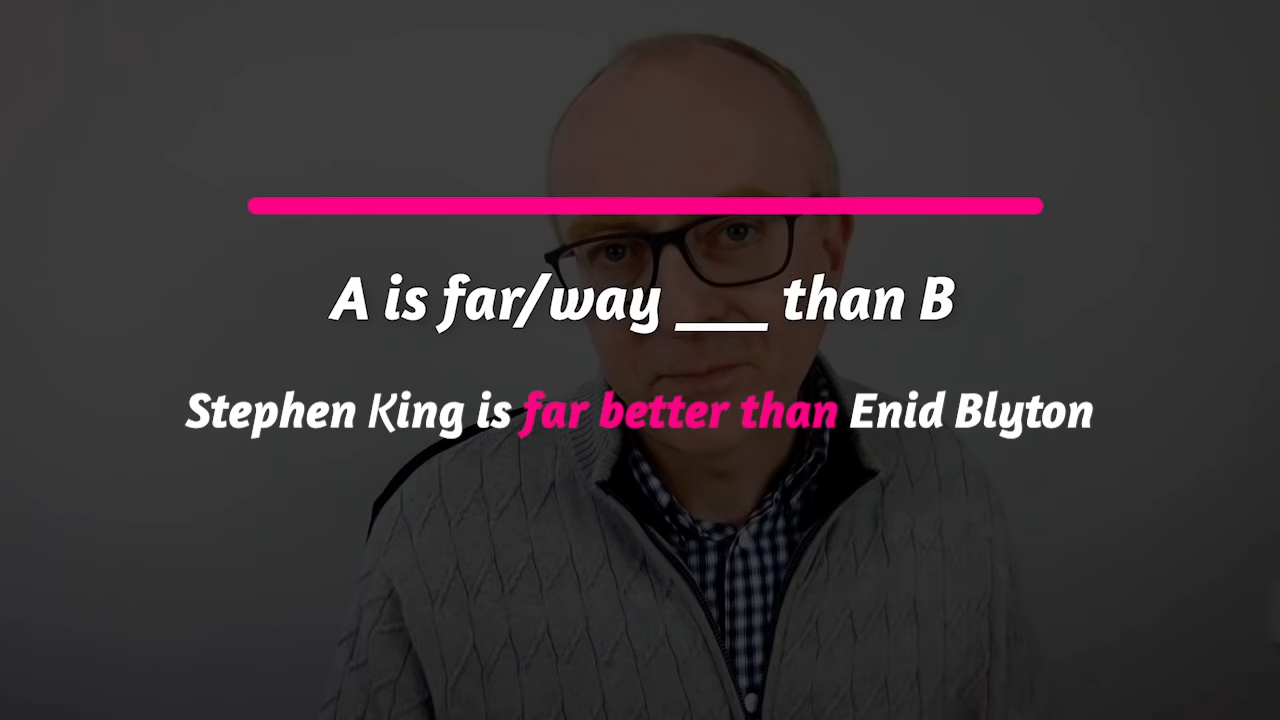 A is far/way ___ than B
Stephen King is far better than Enid Blyton